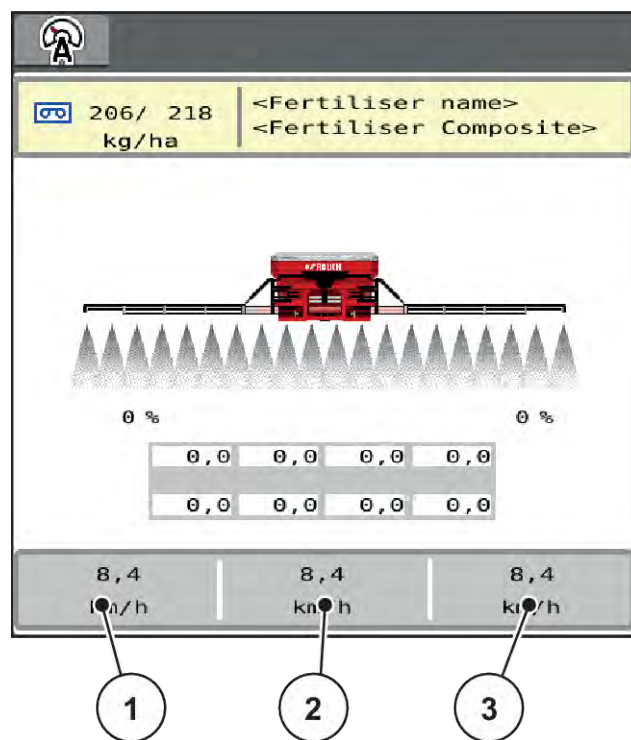 A
206/ 218
kg/ha
<Fertiliser name>
<Fertiliser Composite>
RAUCH
0 %
0 %
0,0 0,0 0,0 0,0
0,0 0,0 0,0 0,0
8,4 8,4 8,4
km/h km/h km/h
1 2 3